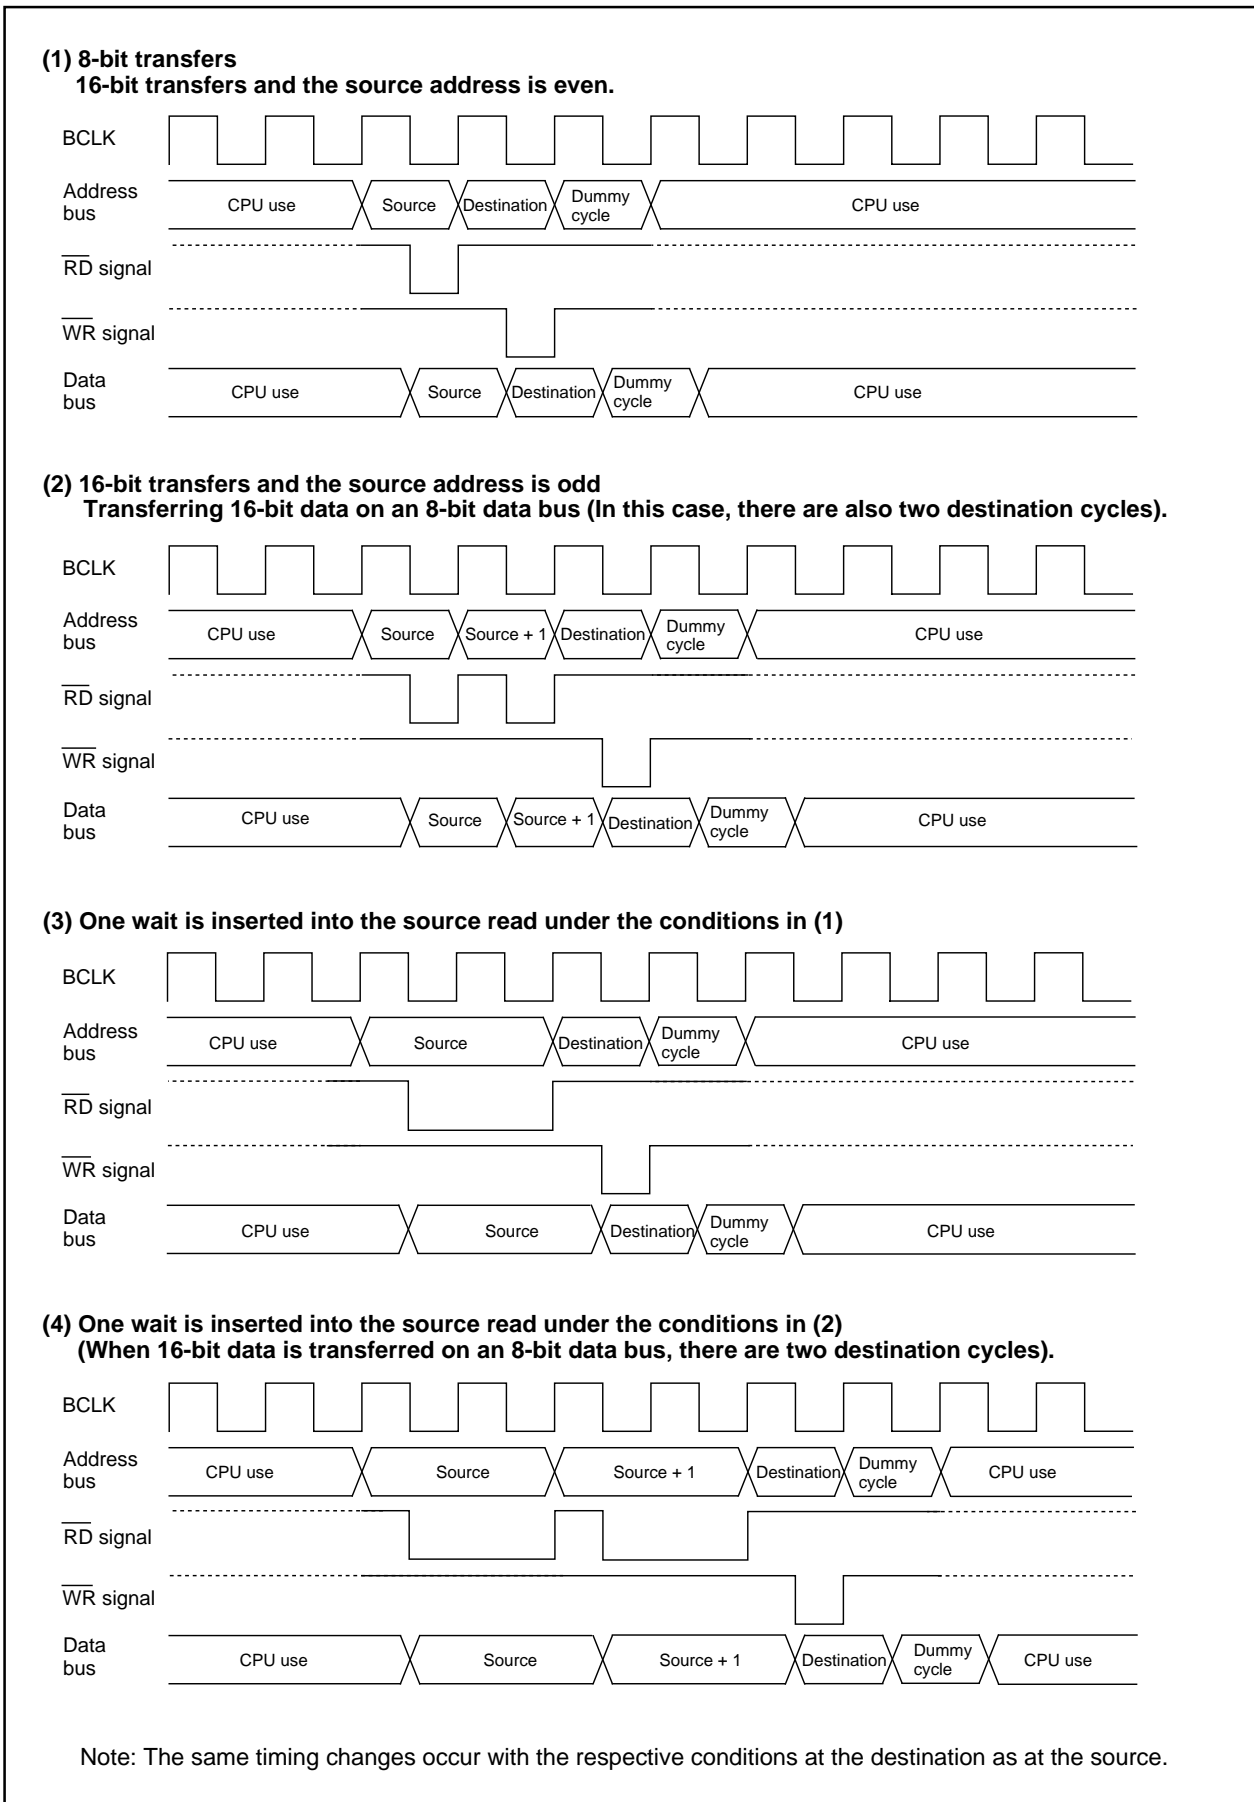 (1) 8-bit transfers
16-bit transfers and the source address is even.
BCLK
Address
bus
CPU use
Source
Destination
Dummy
cycle
CPU use
RD signal
WR signal
Data
bus
CPU use
Source
Destination
Dummy
cycle
CPU use
(2) 16-bit transfers and the source address is odd
Transferring 16-bit data on an 8-bit data bus (In this case, there are also two destination cycles).
BCLK
Address
bus
CPU use
Source
Source + 1
Destination
Dummy
cycle
CPU use
RD signal
WR signal
Data
bus
CPU use
Source
Source + 1
Destination
Dummy
cycle
CPU use
(3) One wait is inserted into the source read under the conditions in (1)
BCLK
Address
bus
CPU use
Source
Destination
Dummy
cycle
CPU use
RD signal
WR signal
Data
bus
CPU use
Source
Destination
Dummy
cycle
CPU use
(4) One wait is inserted into the source read under the conditions in (2)
(When 16-bit data is transferred on an 8-bit data bus, there are two destination cycles).
BCLK
Address
bus
CPU use
Source
Source + 1
Destination
Dummy
cycle
CPU use
RD signal
WR signal
Data
bus
CPU use
Source
Source + 1
Destination
Dummy
cycle
CPU use
Note: The same timing changes occur with the respective conditions at the destination as at the source.